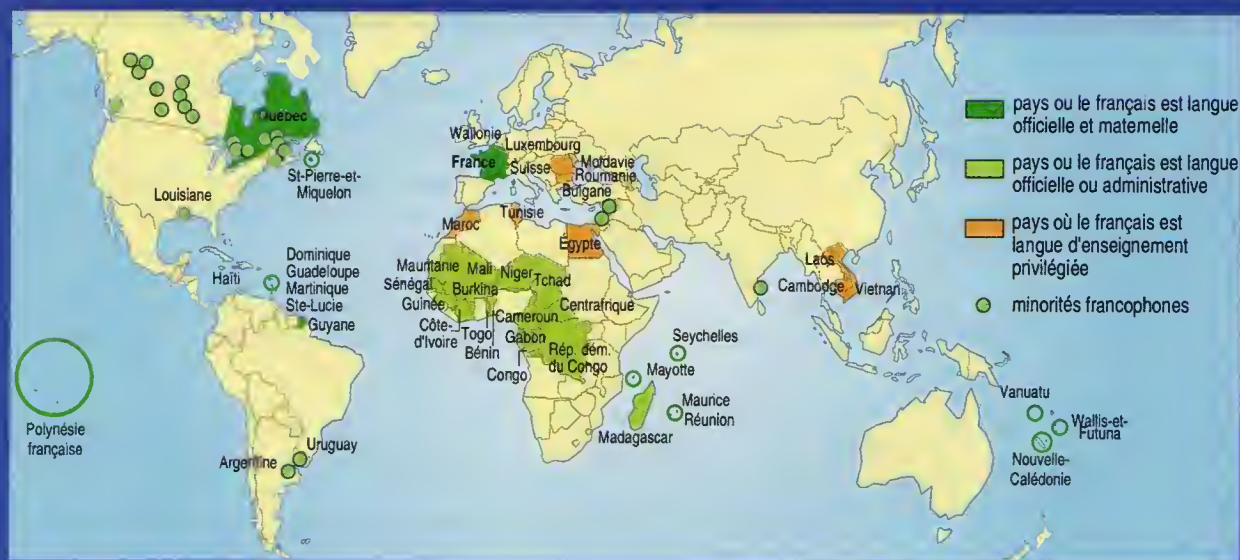 Québec
St-Pierre-et-
Miquelon
Louisiane
Haïti
Dominique
Guadeloupe
Martinique
Ste-Lucie
Guyane
Polynésie
française
Argentine
Uruguay
Wallonie
Luxembourg
France
Suisse
Moldavie
Roumanie
Bulgarie
Maroc
Tunisie
Égypte
Mauritanie
Mali
Niger
Tchad
Sénégal
Burkina
Guinée
Centrafrique
Côte-
d'Ivoire
Togo
Bénin
Cameroun
Gabon
Congo
Rép. dém.
du Congo
Seychelles
Mayotte
Maurice
Réunion
Madagascar
Laos
Cambodge
Vietnan
Vanuatu
Wallis-et-
Futuna
Nouvelle-
Calédonie
pays ou le français est langue
officielle et matemelle
pays ou le français est langue
officielle ou administrative
pays où le français est
langue d'enseignement
privilégiée
minorités francophones